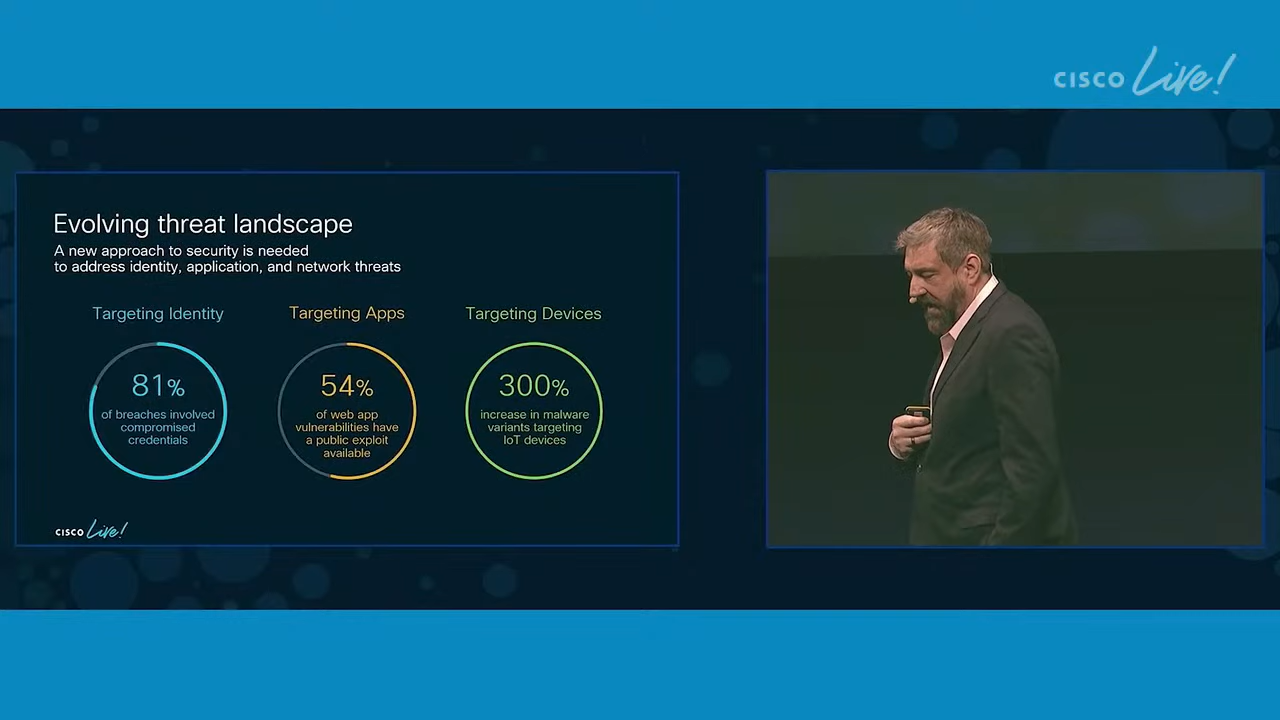 CISCO Live!
Evolving threat landscape
A new approach to security is needed
to address identity, application, and network threats
Targeting Identity
81%
of breaches involved
compromised
credentials
Targeting Apps
54%
of web app
vulnerabilities have
a public exploit
available
Targeting Devices
300%
increase in malware
variants targeting
IoT devices
CISCO Live!